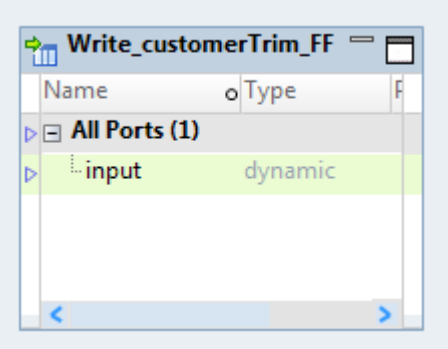 Write_customerTrim_FF
Name Type
All Ports (1)
input dynamic